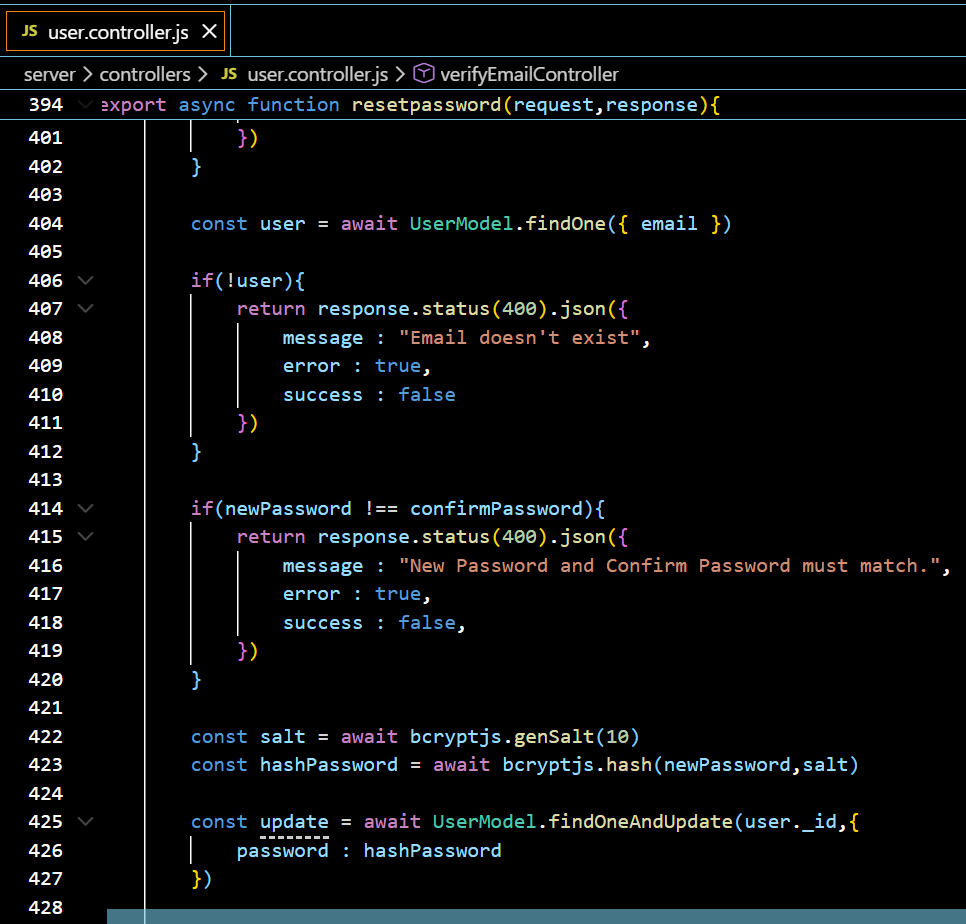 JS user.controller.js
server > controllers > JS user.controller.js > verifyEmailController
394 export async function resetpassword(request,response){
401 })
402 }
403
404 const user = await UserModel.findOne({ email })
405
406 if(!user){
407 return response.status(400).json({
408 message : "Email doesn't exist",
409 error : true,
410 success : false
411 })
412 }
413
414 if(newPassword !== confirmPassword){
415 return response.status(400).json({
416 message : "New Password and Confirm Password must match.",
417 error : true,
418 success : false,
419 })
420 }
421
422 const salt = await bcryptjs.genSalt(10)
423 const hashPassword = await bcryptjs.hash(newPassword,salt)
424
425 const update = await UserModel.findOneAndUpdate(user._id,{
426 password : hashPassword
427 })
428